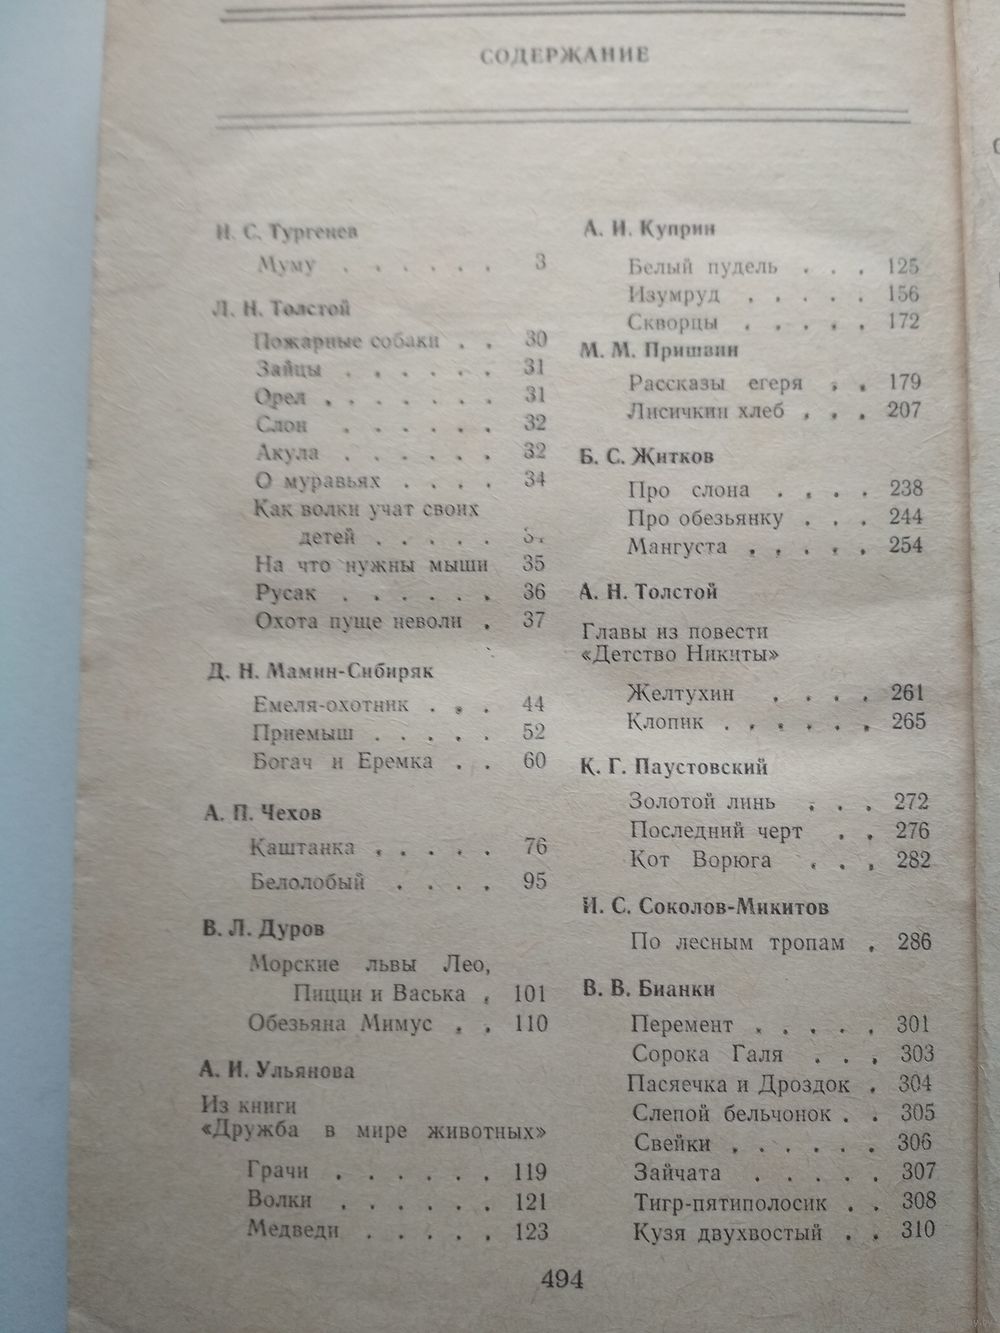 СОДЕРЖАНИЕ
И. С. Тургенев
Муму . . . . . . 3
Л. Н. Толстой
Пожарные собаки . . 30
Зайцы . . . . . . 31
Орел . . . . . . 31
Слон . . . . . . 32
Акула . . . . . . 32
О муравьях . . . . 34
Как волки учат своих
детей . . . . .
На что нужны мыши 35
Русак . . . . . . 36
Охота пуще неволи . 37
Д. Н. Мамин-Сибиряк
Емеля-охотник . . . 44
Приемыш . . . . . 52
Богач и Еремка . . 60
А. П. Чехов
Каштанка . . . . . 76
Белолобый . . . . 95
В. Л. Дуров
Морские львы Лео,
Пицци и Васька . 101
Обезьяна Мимус . . 110
А. И. Ульянова
Из книги
«Дружба в мире животных»
Грачи . . . . . . 119
Волки . . . . . . 121
Медведи . . . . . 123
А. И. Куприн
Белый пудель . . . 125
Изумруд . . . . . 156
Скворцы . . . . . 172
М. М. Пришвин
Рассказы егеря . . 179
Лисичкин хлеб . . . 207
Б. С. Житков
Про слона . . . . 238
Про обезьянку . . . 244
Мангуста . . . . . 254
А. Н. Толстой
Главы из повести
«Детство Никиты»
Желтухин . . . . 261
Клопик . . . . . . 265
К. Г. Паустовский
Золотой линь . . . 272
Последний черт . . 276
Кот Ворюга . . . 282
И. С. Соколов-Микитов
По лесным тропам . 286
В. В. Бианки
Перемент . . . . . 301
Сорока Галя . . . 303
Пасяечка и Дроздок . 304
Слепой бельчонок . . 305
Свейки . . . . . . 306
Зайчата . . . . . 307
Тигр-пятиполосик . . 308
Кузя двухвостый . . 310
494